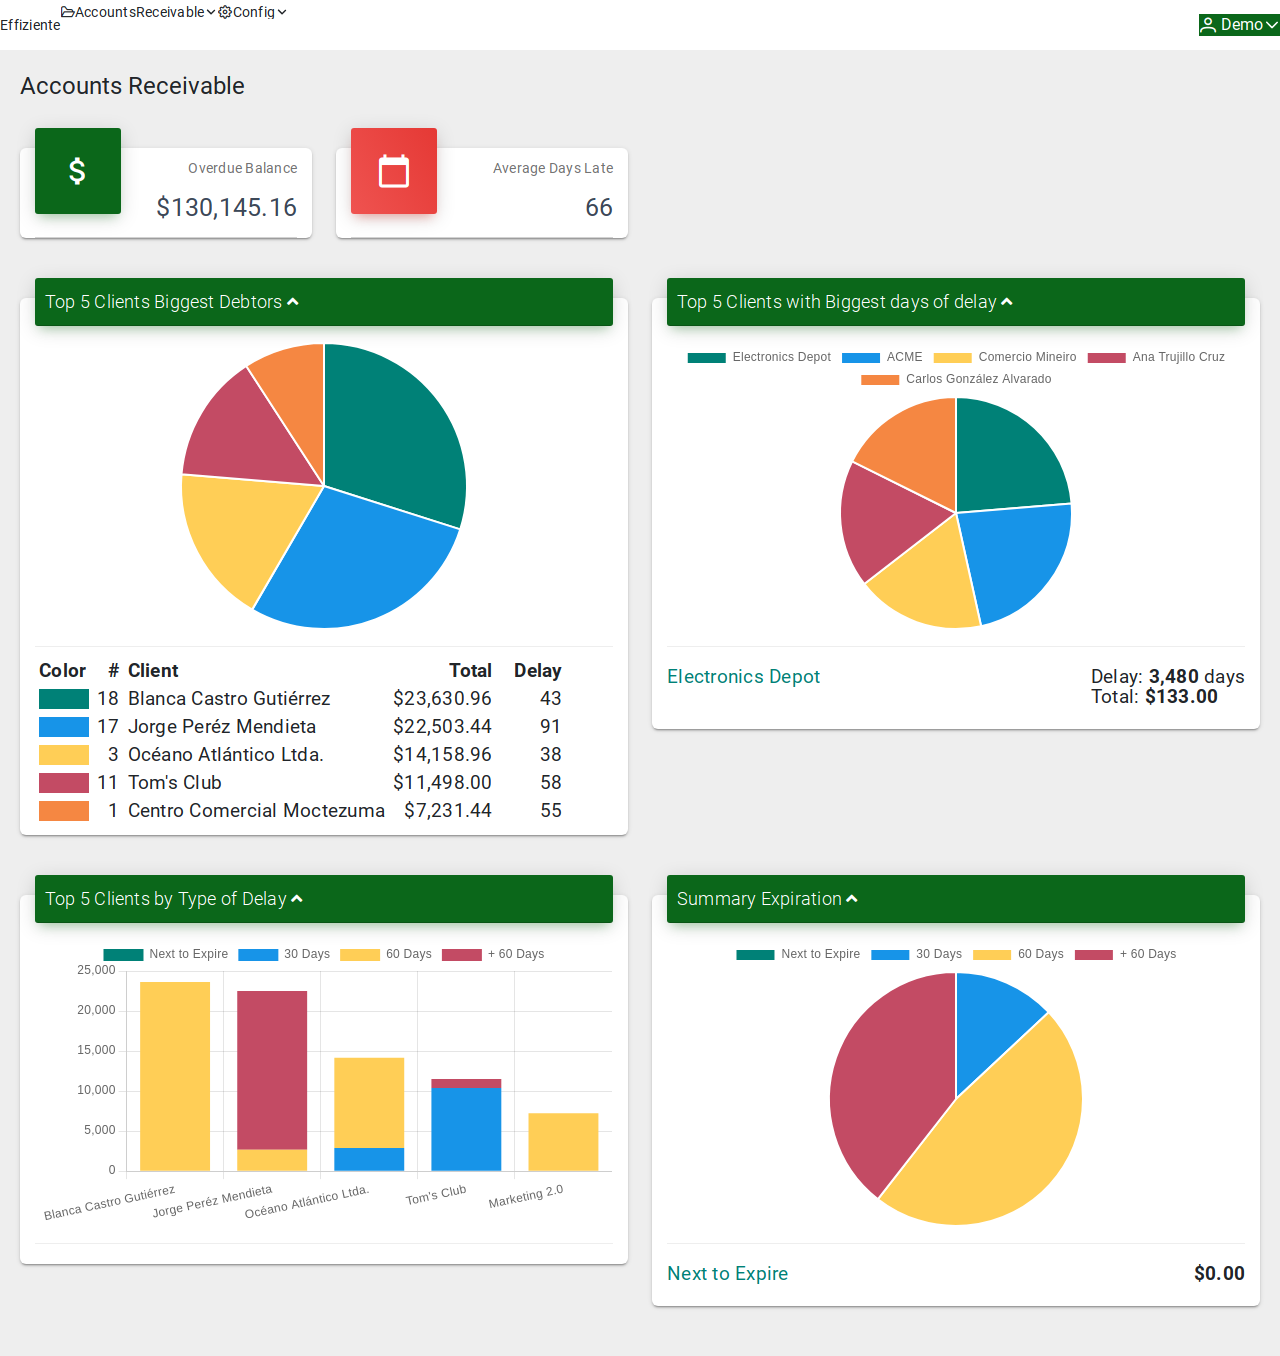 Effiziente
AccountsReceivable
Config
Demo
Accounts Receivable
Overdue Balance
$130,145.16
Average Days Late
66
Top 5 Clients Biggest Debtors
Color # Client Total Delay
18 Blanca Castro Gutiérrez $23,630.96 43
17 Jorge Peréz Mendieta $22,503.44 91
3 Océano Atlántico Ltda. $14,158.96 38
11 Tom's Club $11,498.00 58
1 Centro Comercial Moctezuma $7,231.44 55
Top 5 Clients with Biggest days of delay
Electronics Depot ACME Comercio Mineiro Ana Trujillo Cruz
Carlos González Alvarado
Electronics Depot Delay: 3,480 days
Total: $133.00
Top 5 Clients by Type of Delay
Next to Expire 30 Days 60 Days + 60 Days
25,000
20,000
15,000
10,000
5,000
0
Blanca Castro Gutiérrez
Jorge Peréz Mendieta
Océano Atlántico Ltda.
Tom's Club
Marketing 2.0
Summary Expiration
Next to Expire 30 Days 60 Days + 60 Days
Next to Expire $0.00